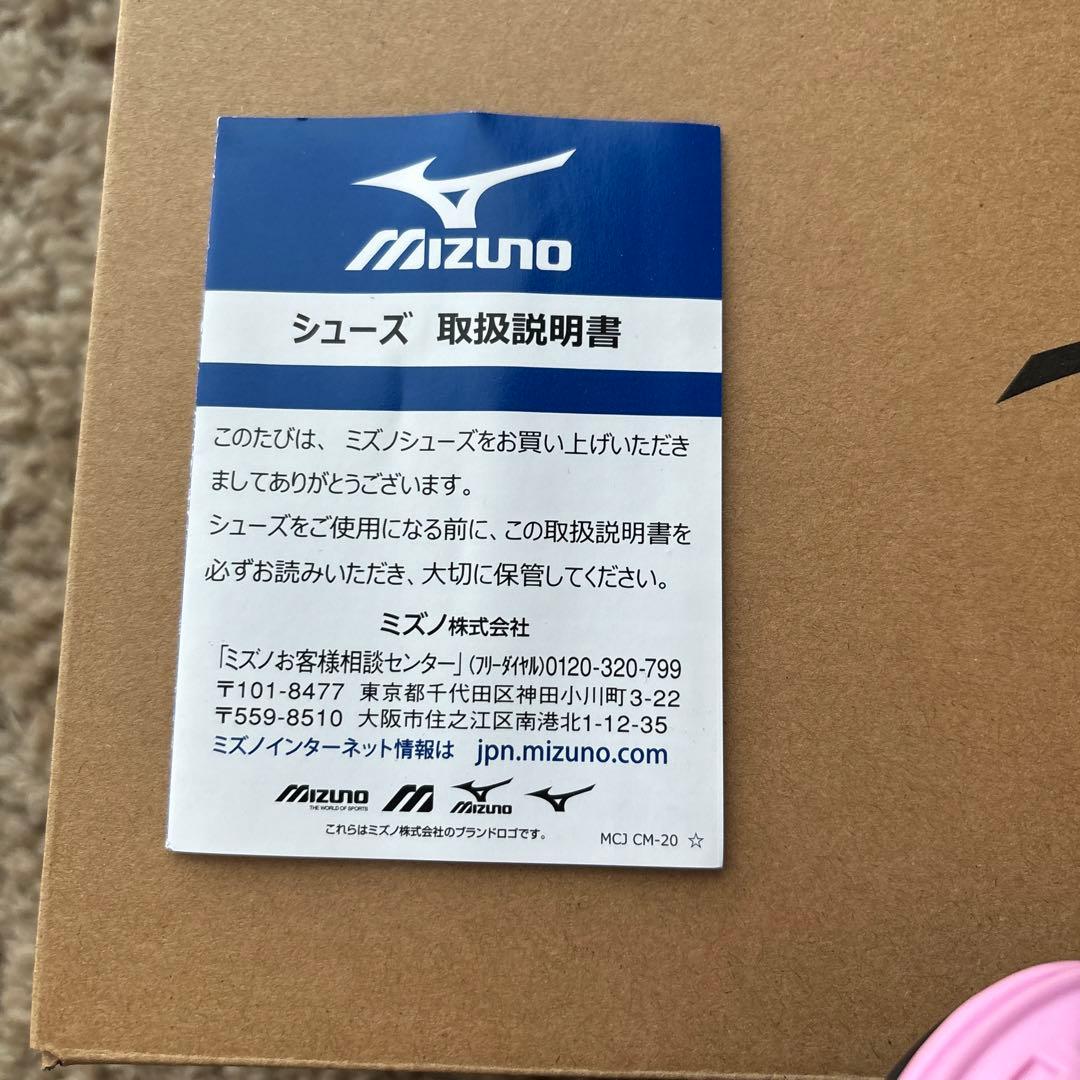 MIZUNO
シューズ 取扱説明書
このたびは、ミズノシューズをお買い上げいただき
ましてありがとうございます。
シューズをご使用になる前に、この取扱説明書を
必ずお読みいただき、大切に保管してください。
ミズノ株式会社
「ミズノお客様相談センター」(フリーダイヤル)0120-320-799
〒101-8477 東京都千代田区神田小川町3-22
〒559-8510 大阪市住之江区南港北1-12-35
ミズノインターネット情報は jpn.mizuno.com
MIZUNO
THE WORLD OF SPORTS
MIZUNO
これらはミズノ株式会社のブランドロゴです。
MCJ CM-20 ☆